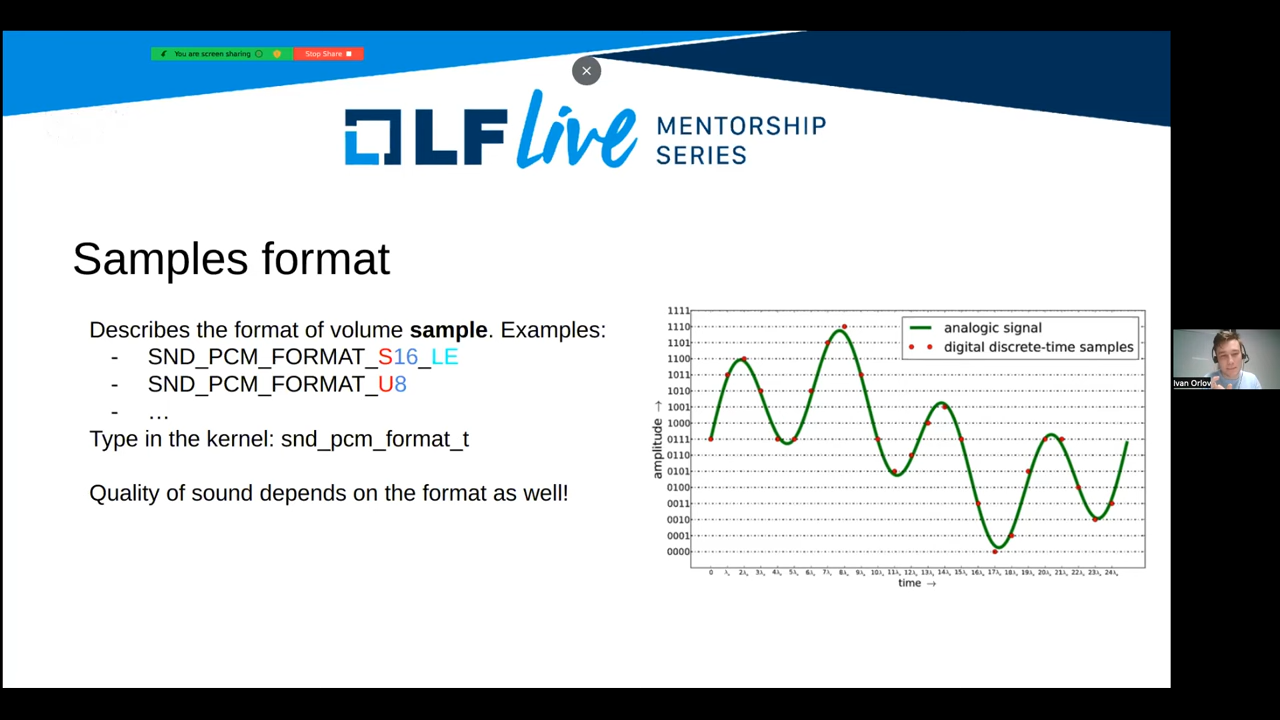 You are screen sharing
Stop Share
LF live MENTORSHIP
SERIES
Samples format
Describes the format of volume sample. Examples:
- SND_PCM_FORMAT_S16_LE
- SND_PCM_FORMAT_U8
- …
Type in the kernel: snd_pcm_format_t
Quality of sound depends on the format as well!
analogic signal
digital discrete-time samples
amplitude →
1111
1110
1101
1100
1011
1010
1001
1000
0111
0110
0101
0100
0011
0010
0001
0000
time →
Ivan Orlov